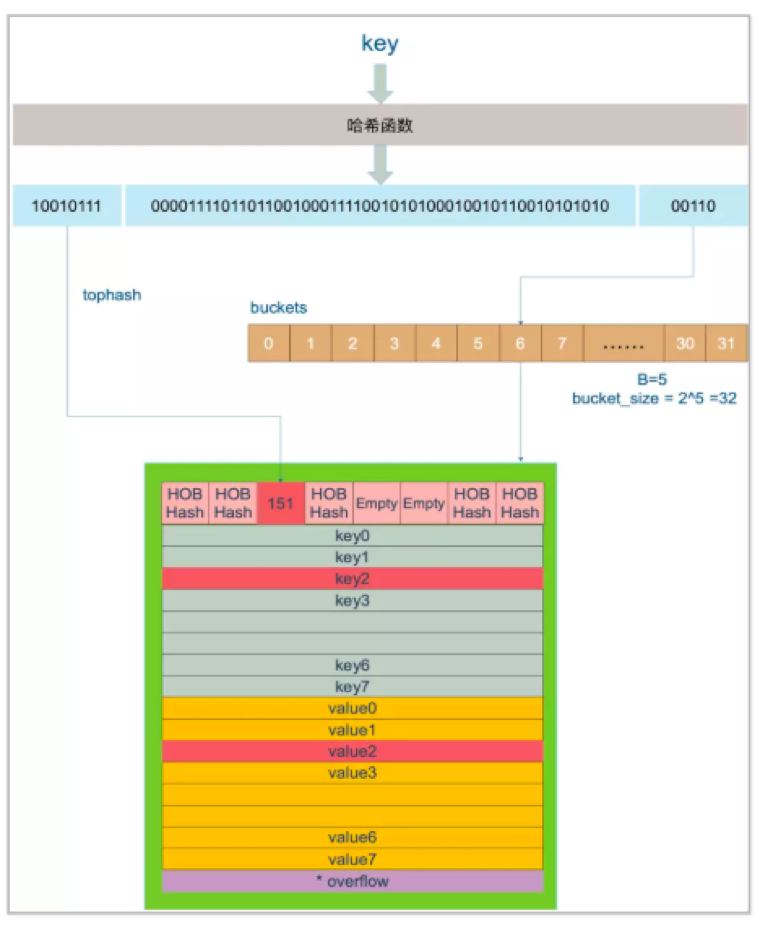 key
哈希函数
10010111
000011110110110010001111001010100010010110010101010
00110
tophash
buckets
0 1 2 3 4 5 6 7 ...... 30 31
B=5
bucket_size = 2^5 =32
HOB HOB HOB HOB HOB
Hash Hash 151 Hash Empty Empty Hash Hash
key0
key1
key2
key3
key6
key7
value0
value1
value2
value3
value6
value7
* overflow